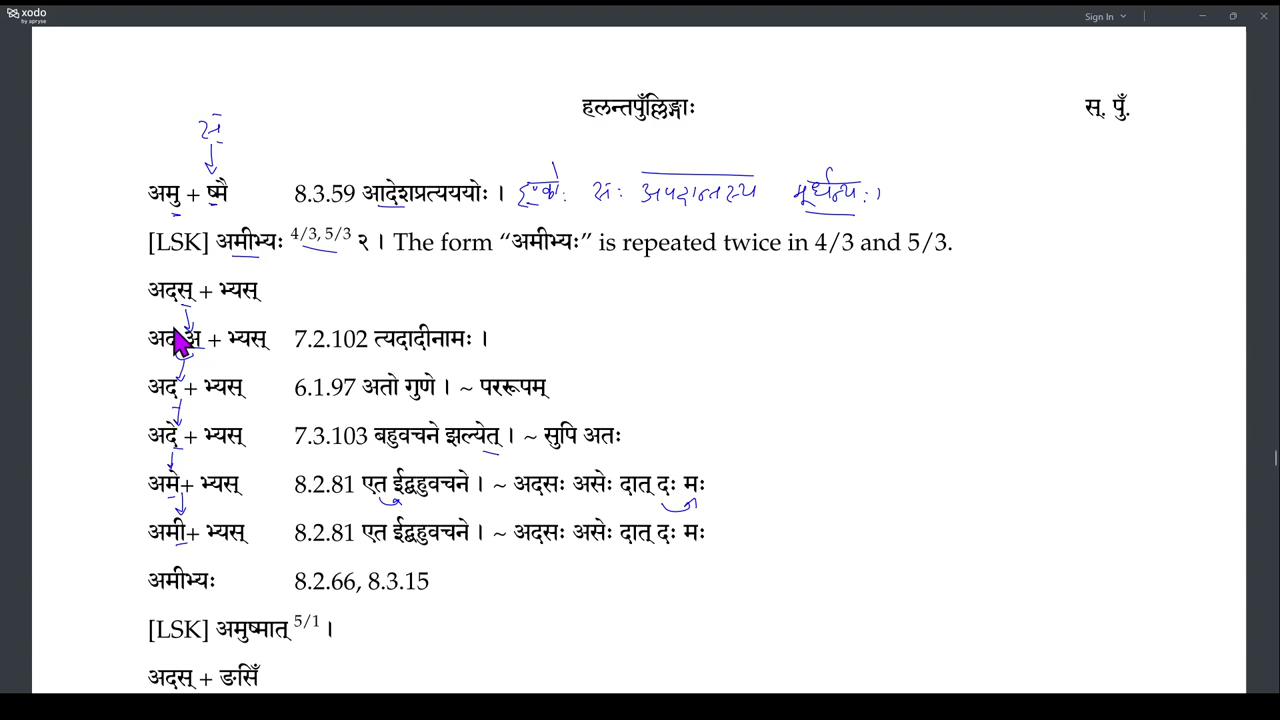 xodo
by apryse
Sign In
हलन्तपुँल्लिङ्गाः स्. पुँ.
स्
अमु + ष्मै 8.3.59 आदेशप्रत्यययोः । इण्कोः सः अपदान्तस्य मूर्धन्यः ।
[LSK] अमीभ्यः 4/3, 5/3 २ । The form “अमीभ्यः” is repeated twice in 4/3 and 5/3.
अदस् + भ्यस्
अद अ + भ्यस् 7.2.102 त्यदादीनामः ।
अद + भ्यस् 6.1.97 अतो गुणे । ~ पररूपम्
अदे + भ्यस् 7.3.103 बहुवचने झल्येत् । ~ सुपि अतः
अमे+ भ्यस् 8.2.81 एत ईद्बहुवचने । ~ अदसः असेः दात् दः मः
अमी+ भ्यस् 8.2.81 एत ईद्बहुवचने । ~ अदसः असेः दात् दः मः
अमीभ्यः 8.2.66, 8.3.15
[LSK] अमुष्मात् 5/1 ।
अदस् + ङसिँ